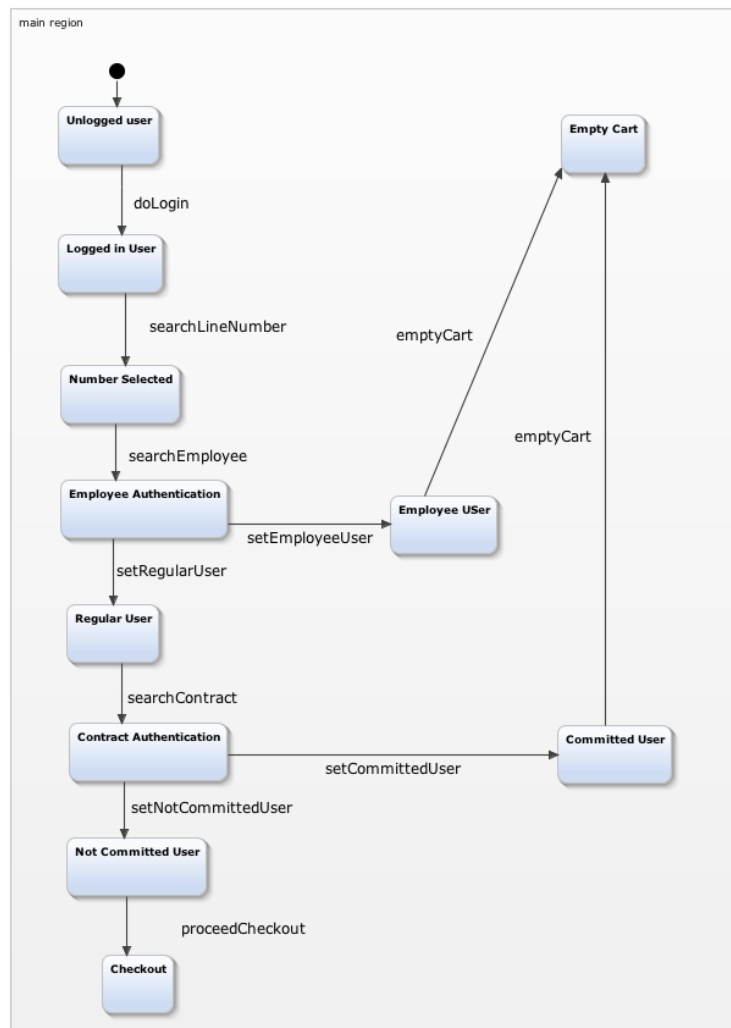 main region
Unlogged user
Empty Cart
doLogin
Logged in User
searchLineNumber
emptyCart
Number Selected
emptyCart
searchEmployee
Employee Authentication
Employee USer
setEmployeeUser
setRegularUser
Regular User
searchContract
Contract Authentication
Committed User
setCommittedUser
setNotCommittedUser
Not Committed User
proceedCheckout
Checkout